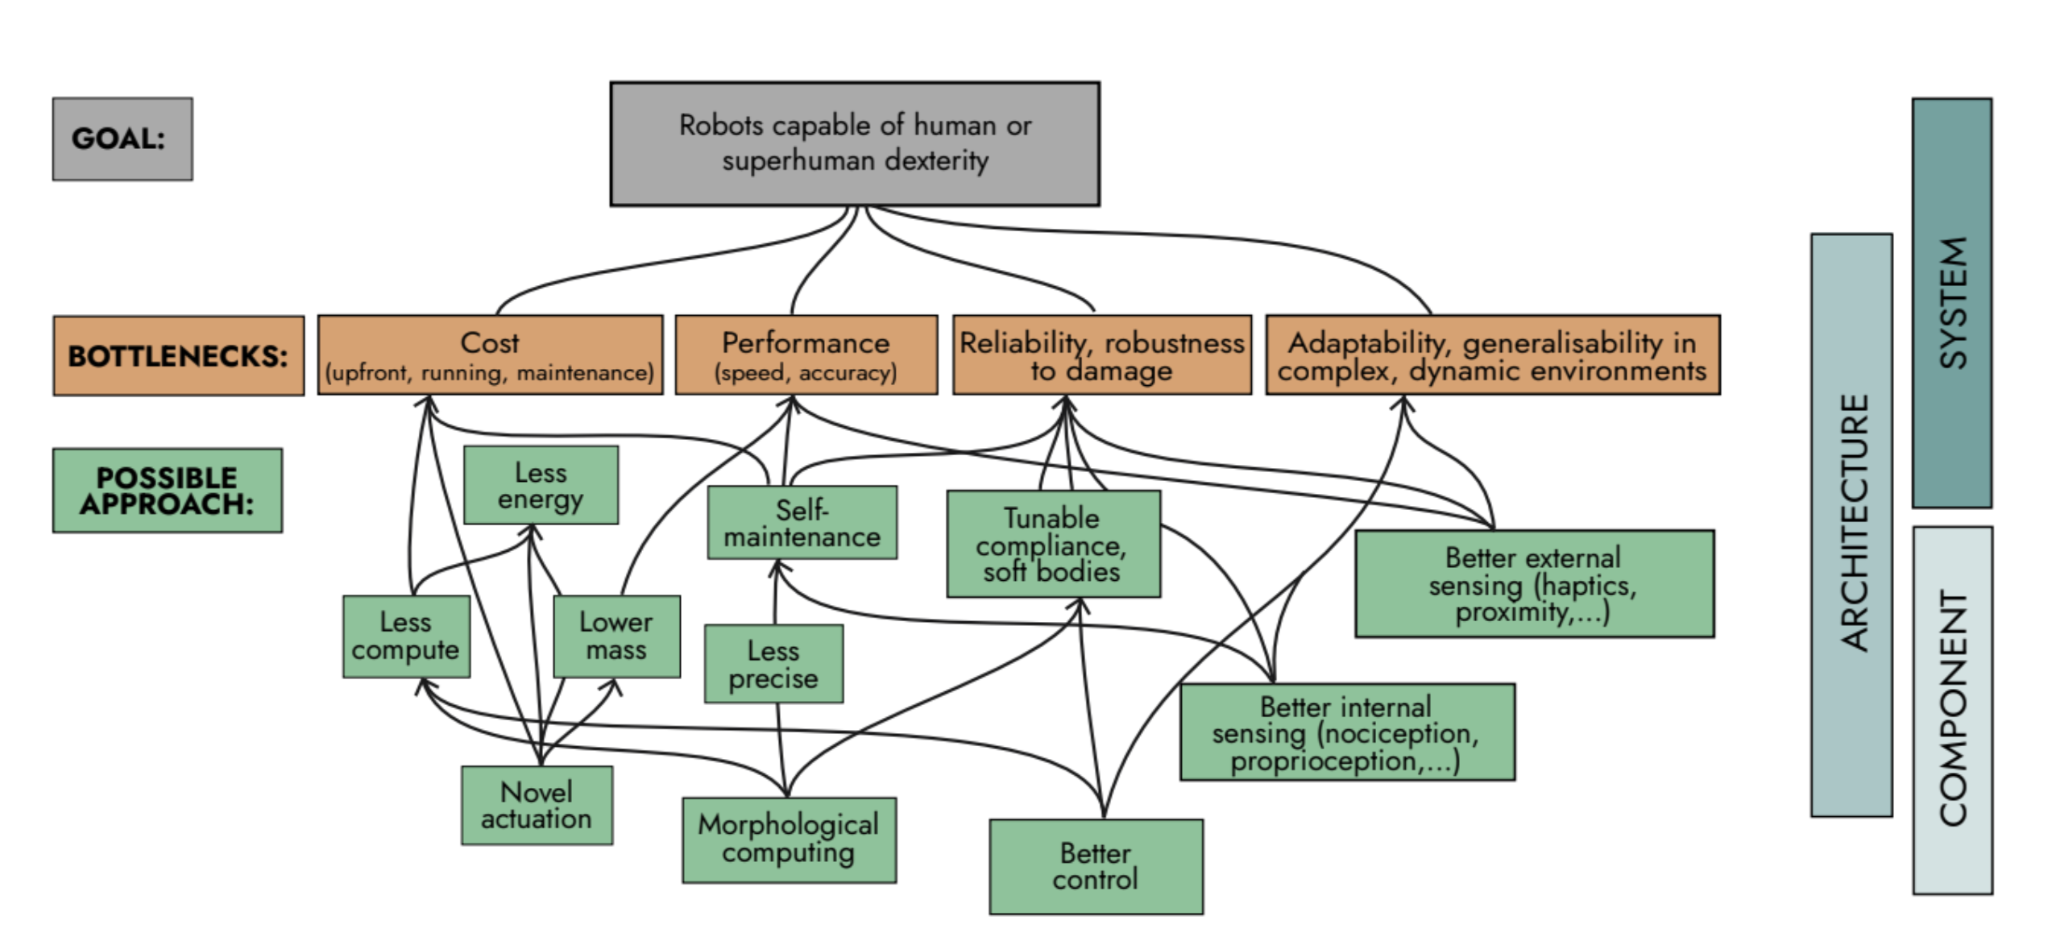 GOAL:
Robots capable of human or
superhuman dexterity
SYSTEM
ARCHITECTURE
BOTTLENECKS:
Cost
(upfront, running, maintenance)
Performance
(speed, accuracy)
Reliability, robustness
to damage
Adaptability, generalisability in
complex, dynamic environments
POSSIBLE
APPROACH:
Less
energy
Self-
maintenance
Tunable
compliance,
soft bodies
Better external
sensing (haptics,
proximity,...)
COMPONENT
Less
compute
Lower
mass
Less
precise
Better internal
sensing (nociception,
proprioception,...)
Novel
actuation
Morphological
computing
Better
control